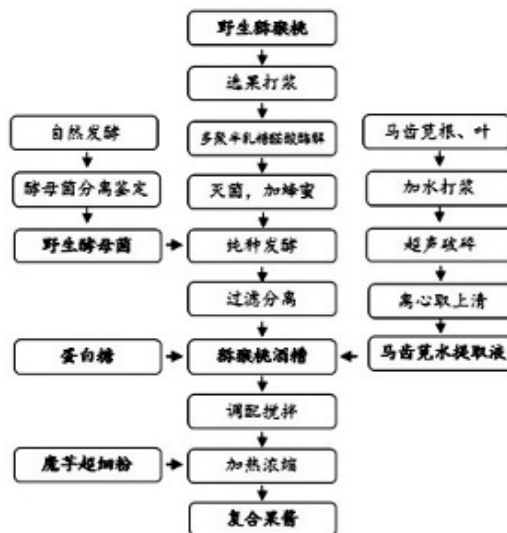 野生猕猴桃
选果打浆
自然发酵
多聚半乳糖醛酸酶解
马齿苋根、叶
酵母菌分离鉴定
灭菌，加蜂蜜
加水打浆
野生酵母菌
纯种发酵
超声破碎
过滤分离
离心取上清
蛋白糖
猕猴桃酒糟
马齿苋水提取液
调配搅拌
魔芋超细粉
加热浓缩
复合果酱